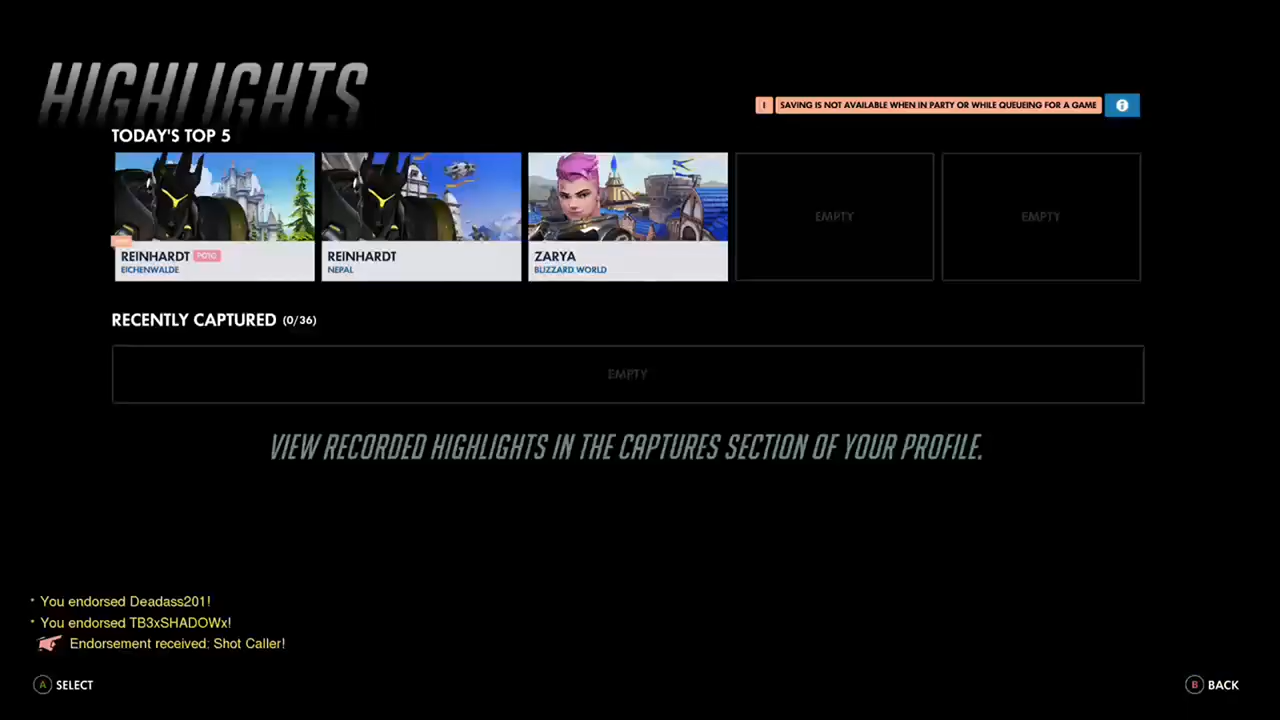 HIGHLIGHTS
! SAVING IS NOT AVAILABLE WHEN IN PARTY OR WHILE QUEUEING FOR A GAME
TODAY'S TOP 5
EMPTY
EMPTY
REINHARDT POTG
EICHENWALDE
REINHARDT
NEPAL
ZARYA
BLIZZARD WORLD
RECENTLY CAPTURED (0/36)
EMPTY
VIEW RECORDED HIGHLIGHTS IN THE CAPTURES SECTION OF YOUR PROFILE.
* You endorsed Deadass201!
* You endorsed TB3xSHADOWx!
Endorsement received: Shot Caller!
A SELECT
B BACK